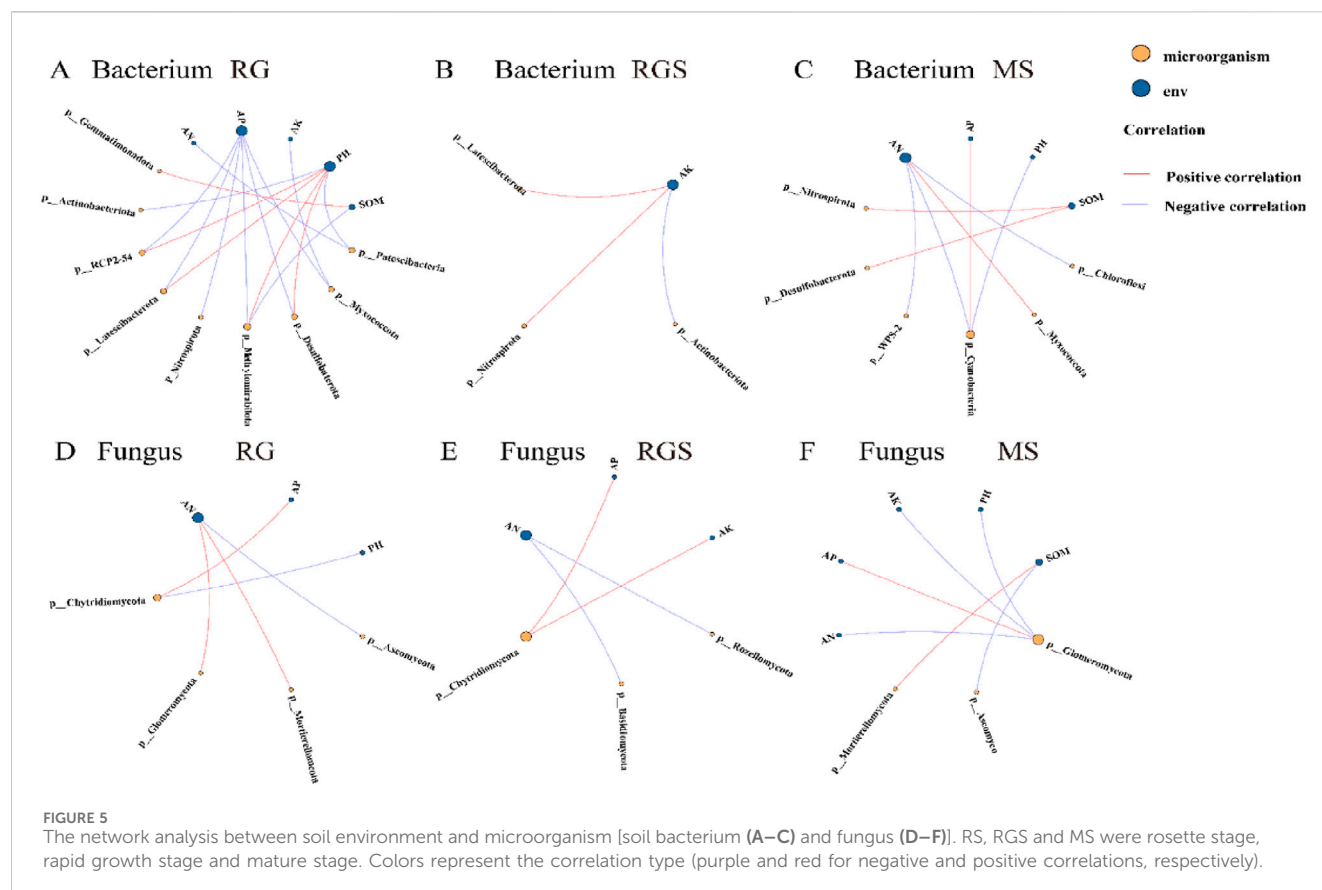 A Bacterium RG
AN
AP
AK
PH
SOM
p__Gemmatimonadota
p__Actinobacteriota
p__RCP2-54
p__Latescibacterota
p_Nitrospirota
p__Methylomirabilota
p__Desulfobacterota
p__Myxococcota
p__Patescibacteria
B Bacterium RGS
p__Latescibacterota
AK
p__Nitrospirota
p__Actinobacteriota
C Bacterium MS
AN
AP
PH
SOM
p__Nitrospirota
p__Desulfobacterota
p__WPS-2
p__Cyanobacteria
p__Myxococcota
p__Chloroflexi
microorganism
env
Correlation
Positive correlation
Negative correlation
D Fungus RG
AN
AP
PH
p__Chytridiomycota
p__Glomeromycota
p__Mortierellomcota
p__Ascomycota
E Fungus RGS
AP
AN
AK
p__Chytridiomycota
p__Basidiomycota
p__Rozellomycota
F Fungus MS
AK
PH
AP
SOM
AN
p__Glomeromycota
p__Mortierellomycota
p__Ascomyco
FIGURE 5
The network analysis between soil environment and microorganism [soil bacterium (A–C) and fungus (D–F)]. RS, RGS and MS were rosette stage,
rapid growth stage and mature stage. Colors represent the correlation type (purple and red for negative and positive correlations, respectively).